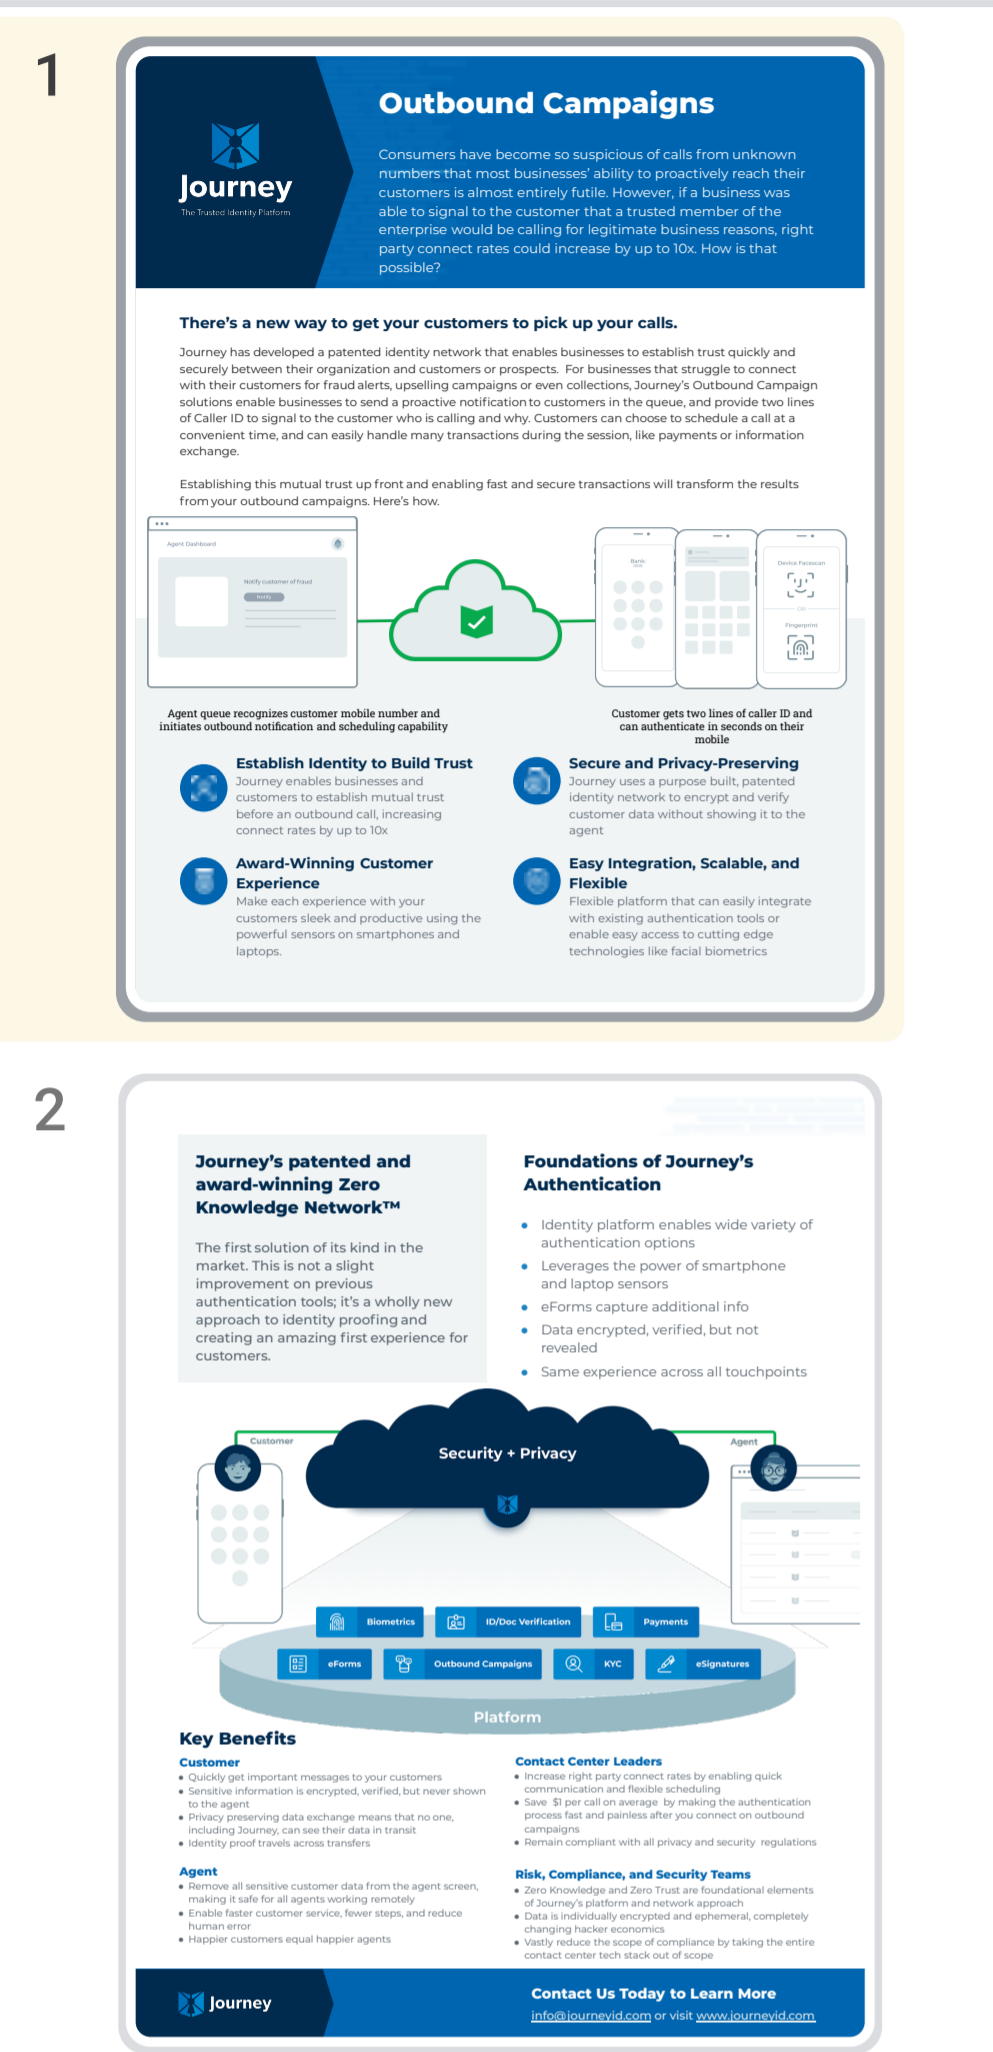 1
Journey
The Trusted Identity Platform
Outbound Campaigns
Consumers have become so suspicious of calls from unknown
numbers that most businesses' ability to proactively reach their
customers is almost entirely futile. However, if a business was
able to signal to the customer that a trusted member of the
enterprise would be calling for legitimate business reasons, right
party connect rates could increase by up to 10x. How is that
possible?
There's a new way to get your customers to pick up your calls.
Journey has developed a patented identity network that enables businesses to establish trust quickly and
securely between their organization and customers or prospects. For businesses that struggle to connect
with their customers for fraud alerts, upselling campaigns or even collections, Journey's Outbound Campaign
solutions enable businesses to send a proactive notification to customers in the queue, and provide two lines
of Caller ID to signal to the customer who is calling and why. Customers can choose to schedule a call at a
convenient time, and can easily handle many transactions during the session, like payments or information
exchange.
Establishing this mutual trust up front and enabling fast and secure transactions will transform the results
from your outbound campaigns. Here's how.
Agent Dashboard
Notify customer of fraud
Notify
Bank
Device Facescan
OR
Fingerprint
Agent queue recognizes customer mobile number and
initiates outbound notification and scheduling capability
Customer gets two lines of caller ID and
can authenticate in seconds on their
mobile
Establish Identity to Build Trust
Journey enables businesses and
customers to establish mutual trust
before an outbound call, increasing
connect rates by up to 10x
Secure and Privacy-Preserving
Journey uses a purpose built, patented
identity network to encrypt and verify
customer data without showing it to the
agent
Award-Winning Customer
Experience
Make each experience with your
customers sleek and productive using the
powerful sensors on smartphones and
laptops.
Easy Integration, Scalable, and
Flexible
Flexible platform that can easily integrate
with existing authentication tools or
enable easy access to cutting edge
technologies like facial biometrics
2
Journey's patented and
award-winning Zero
Knowledge Network™
The first solution of its kind in the
market. This is not a slight
improvement on previous
authentication tools; it's a wholly new
approach to identity proofing and
creating an amazing first experience for
customers.
Foundations of Journey's
Authentication
• Identity platform enables wide variety of
authentication options
• Leverages the power of smartphone
and laptop sensors
• eForms capture additional info
• Data encrypted, verified, but not
revealed
• Same experience across all touchpoints
Customer
Security + Privacy
Agent
Biometrics
ID/Doc Verification
Payments
eForms
Outbound Campaigns
KYC
eSignatures
Platform
Key Benefits
Customer
• Quickly get important messages to your customers
• Sensitive information is encrypted, verified, but never shown
to the agent
• Privacy preserving data exchange means that no one,
including Journey, can see their data in transit
• Identity proof travels across transfers
Agent
• Remove all sensitive customer data from the agent screen,
making it safe for all agents working remotely
• Enable faster customer service, fewer steps, and reduce
human error
• Happier customers equal happier agents
Contact Center Leaders
• Increase right party connect rates by enabling quick
communication and flexible scheduling
• Save $1 per call on average by making the authentication
process fast and painless after you connect on outbound
campaigns
• Remain compliant with all privacy and security regulations
Risk, Compliance, and Security Teams
• Zero Knowledge and Zero Trust are foundational elements
of Journey's platform and network approach
• Data is individually encrypted and ephemeral, completely
changing hacker economics
• Vastly reduce the scope of compliance by taking the entire
contact center tech stack out of scope
Journey
Contact Us Today to Learn More
info@journeyid.com or visit www.journeyid.com